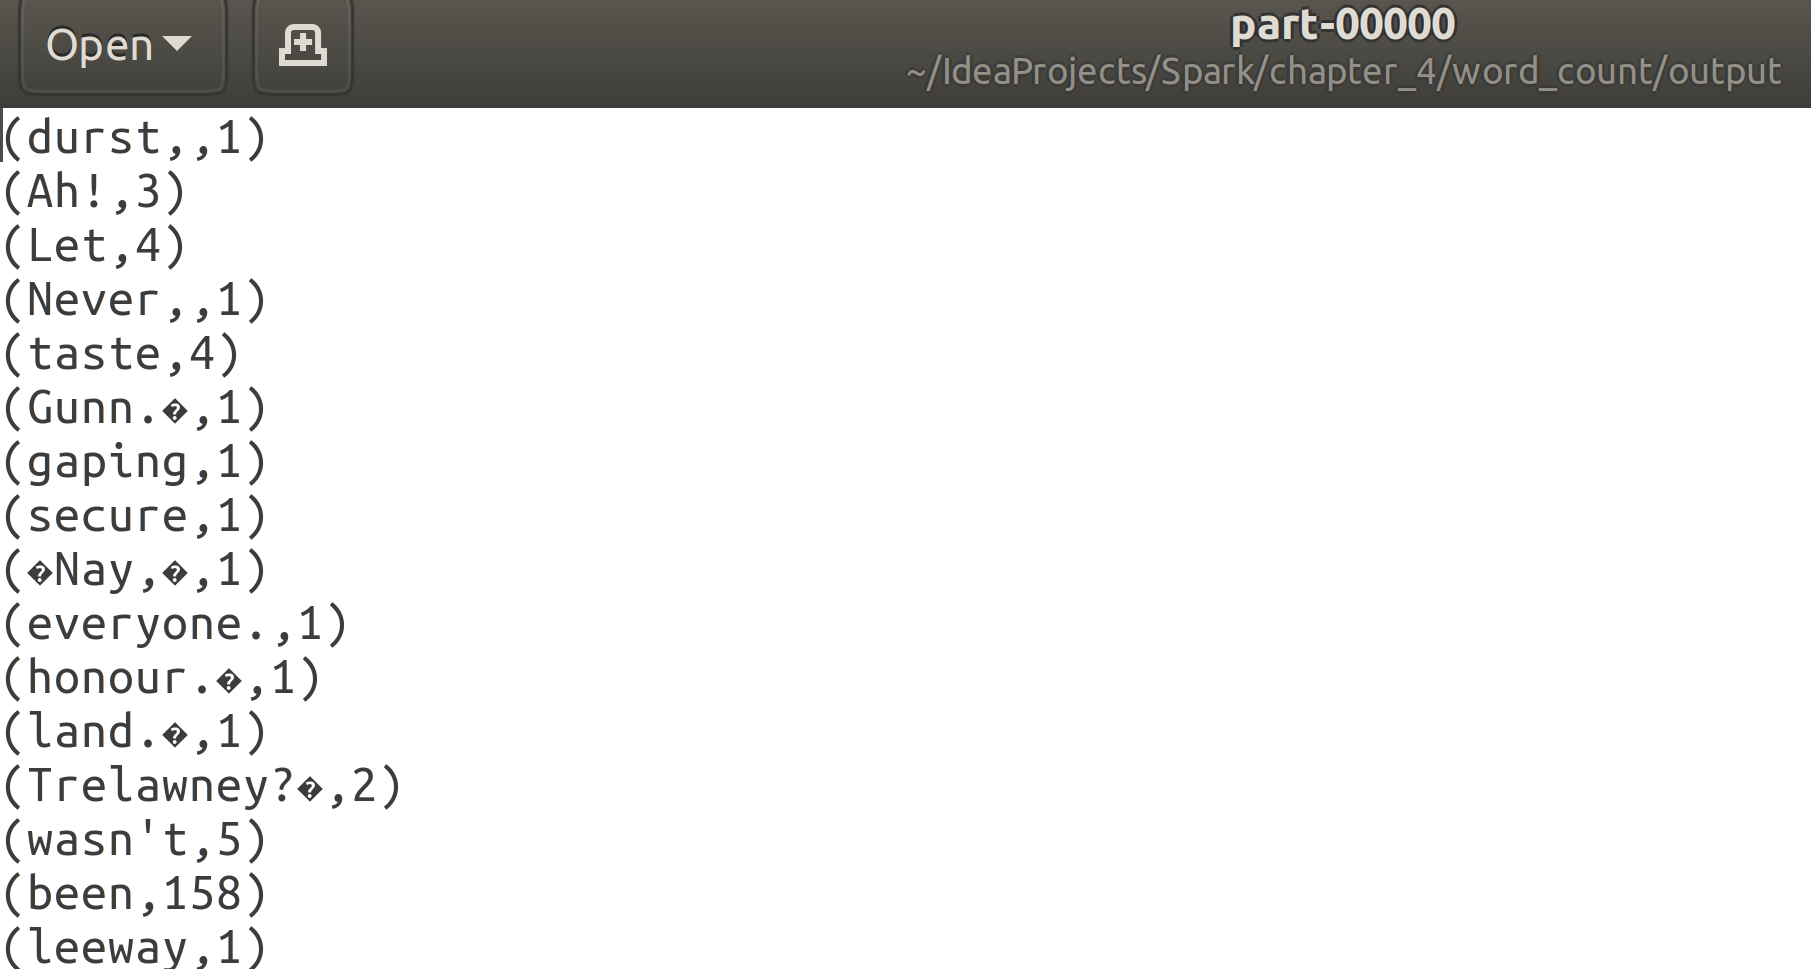 Open
part-00000
~/IdeaProjects/Spark/chapter_4/word_count/output
(durst,,1)
(Ah!,3)
(Let,4)
(Never,,1)
(taste,4)
(Gunn.�,1)
(gaping,1)
(secure,1)
(�Nay,�,1)
(everyone.,1)
(honour.�,1)
(land.�,1)
(Trelawney?�,2)
(wasn't,5)
(been,158)
(leeway,1)